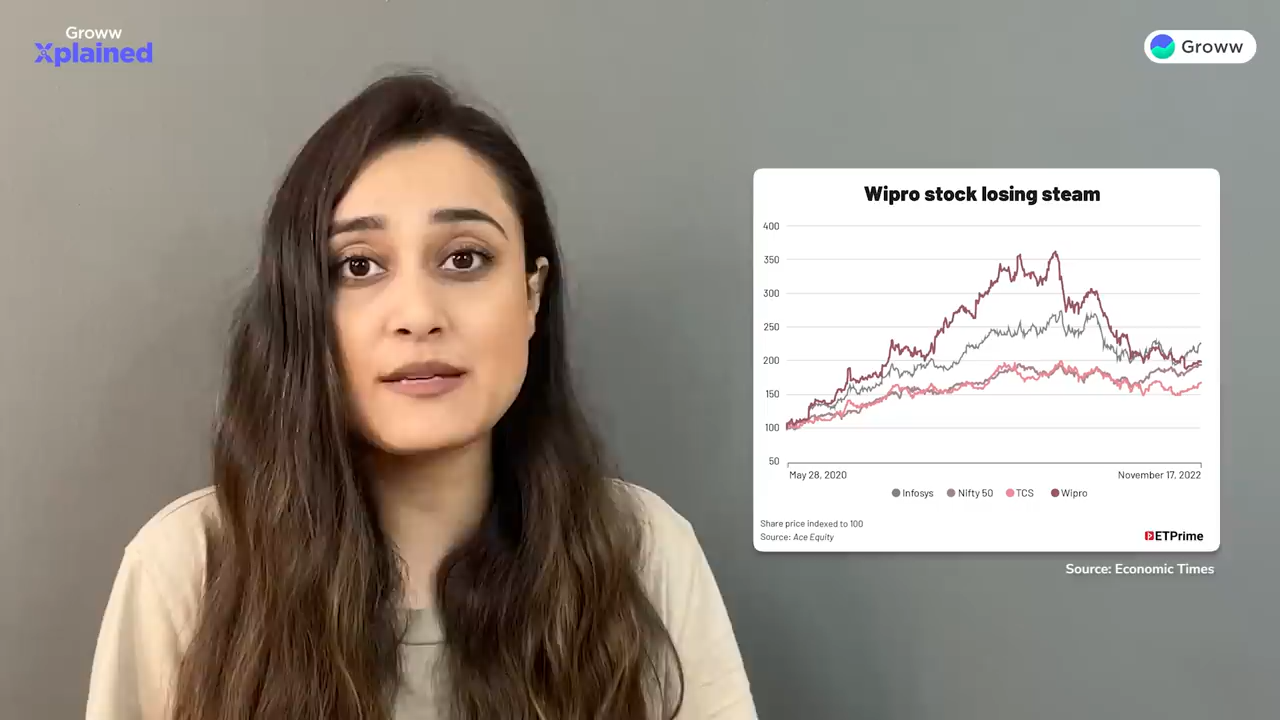 Groww
Xplained
Groww
Wipro stock losing steam
400
350
300
250
200
150
100
50
May 28, 2020
November 17, 2022
Infosys
Nifty 50
TCS
Wipro
Share price indexed to 100
Source: Ace Equity
ETPrime
Source: Economic Times